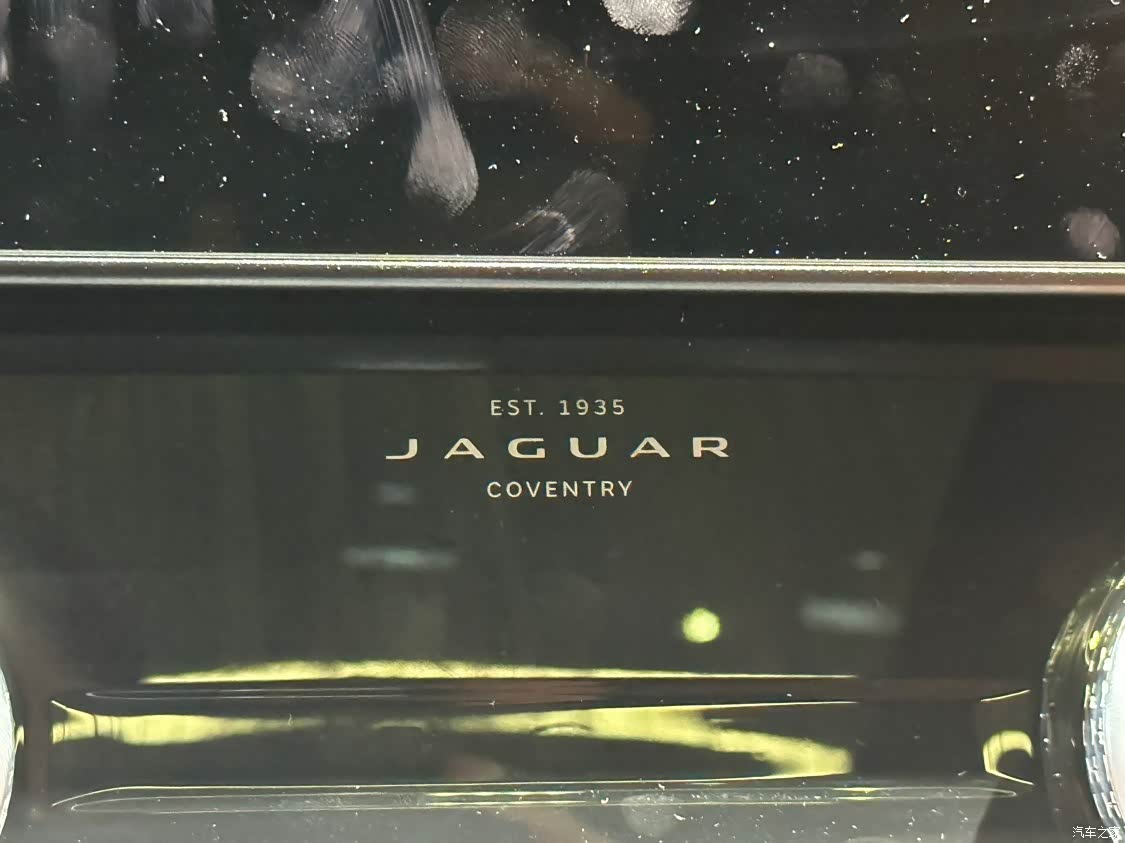 EST. 1935
JAGUAR
COVENTRY
汽车之家